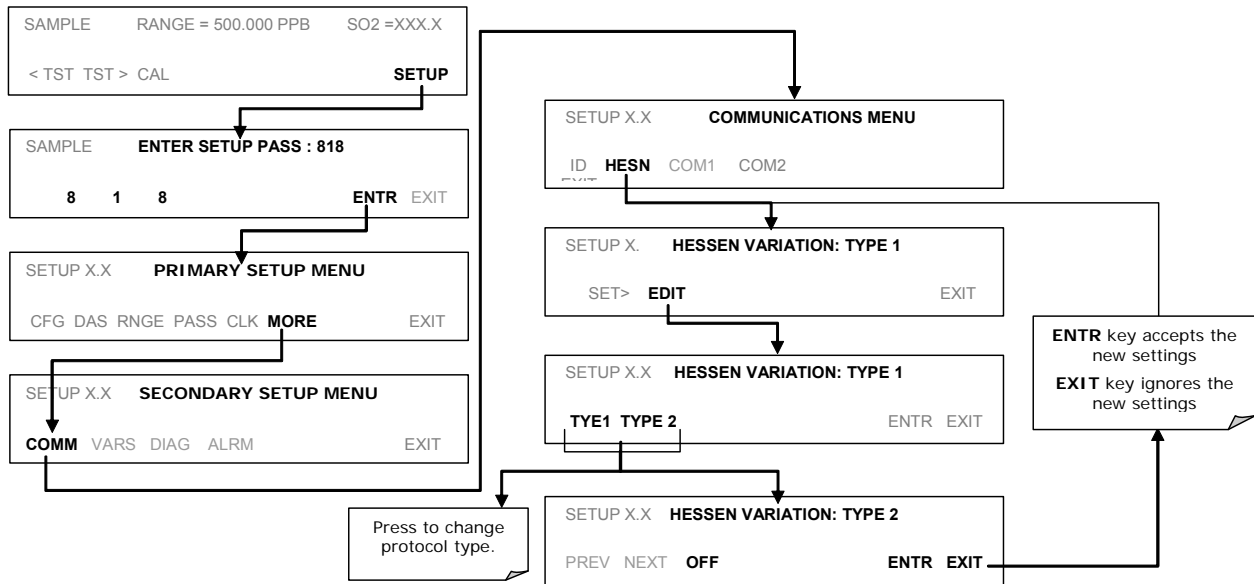 SAMPLE RANGE = 500.000 PPB SO2 =XXX.X
< TST TST > CAL SETUP
SAMPLE ENTER SETUP PASS : 818
8 1 8 ENTR EXIT
SETUP X.X PRIMARY SETUP MENU
CFG DAS RNGE PASS CLK MORE EXIT
SETUP X.X SECONDARY SETUP MENU
COMM VARS DIAG ALRM EXIT
SETUP X.X COMMUNICATIONS MENU
ID HESN COM1 COM2
EXIT
SETUP X. HESSEN VARIATION: TYPE 1
SET> EDIT EXIT
SETUP X.X HESSEN VARIATION: TYPE 1
TYE1 TYPE 2 ENTR EXIT
Press to change
protocol type.
SETUP X.X HESSEN VARIATION: TYPE 2
PREV NEXT OFF ENTR EXIT
ENTR key accepts the
new settings
EXIT key ignores the
new settings